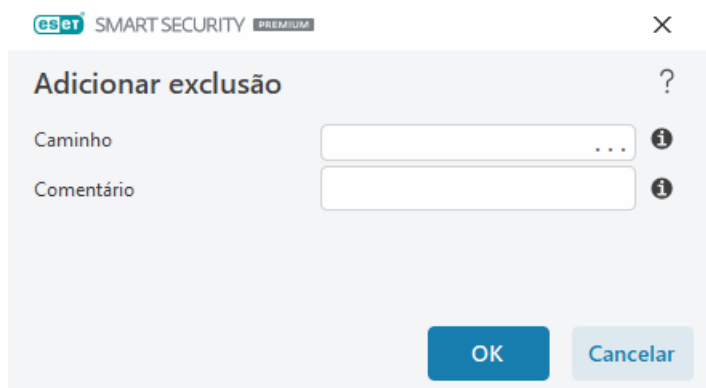 eset SMART SECURITY PREMIUM
Adicionar exclusão ?
Caminho ...
Comentário
OK Cancelar